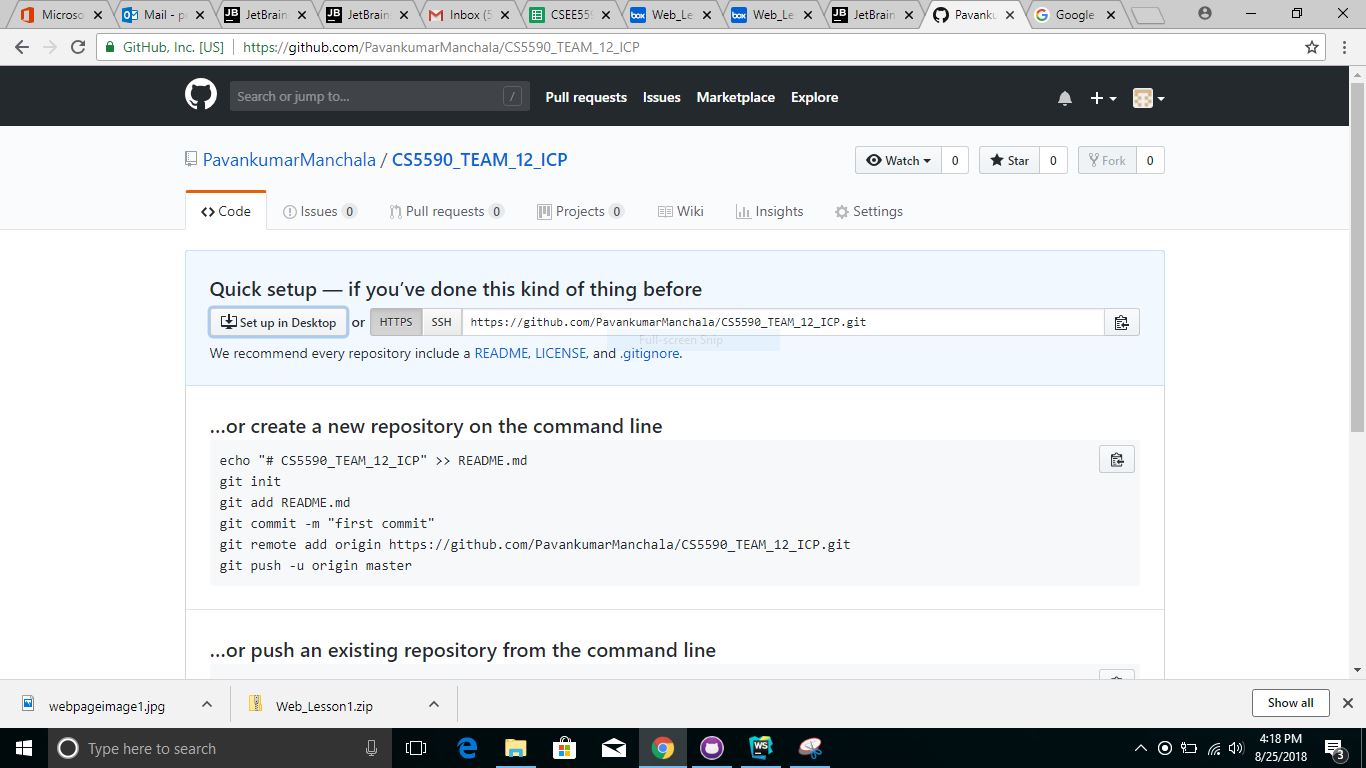 Microso
Mail - p
JetBrain
JetBrain
Inbox (5
CSEE559
Web_Le
Web_Le
JetBrain
Pavanku
Google
GitHub, Inc. [US]
https://github.com/PavankumarManchala/CS5590_TEAM_12_ICP
Search or jump to...
/
Pull requests
Issues
Marketplace
Explore
PavankumarManchala / CS5590_TEAM_12_ICP
Watch
0
Star
0
Fork
0
Code
Issues 0
Pull requests 0
Projects 0
Wiki
Insights
Settings
Quick setup — if you’ve done this kind of thing before
Set up in Desktop
or
HTTPS
SSH
https://github.com/PavankumarManchala/CS5590_TEAM_12_ICP.git
Full-screen Snip
We recommend every repository include a README, LICENSE, and .gitignore.
…or create a new repository on the command line
echo "# CS5590_TEAM_12_ICP" >> README.md
git init
git add README.md
git commit -m "first commit"
git remote add origin https://github.com/PavankumarManchala/CS5590_TEAM_12_ICP.git
git push -u origin master
…or push an existing repository from the command line
webpageimage1.jpg
Web_Lesson1.zip
Show all
Type here to search
WS
4:18 PM
8/25/2018
3